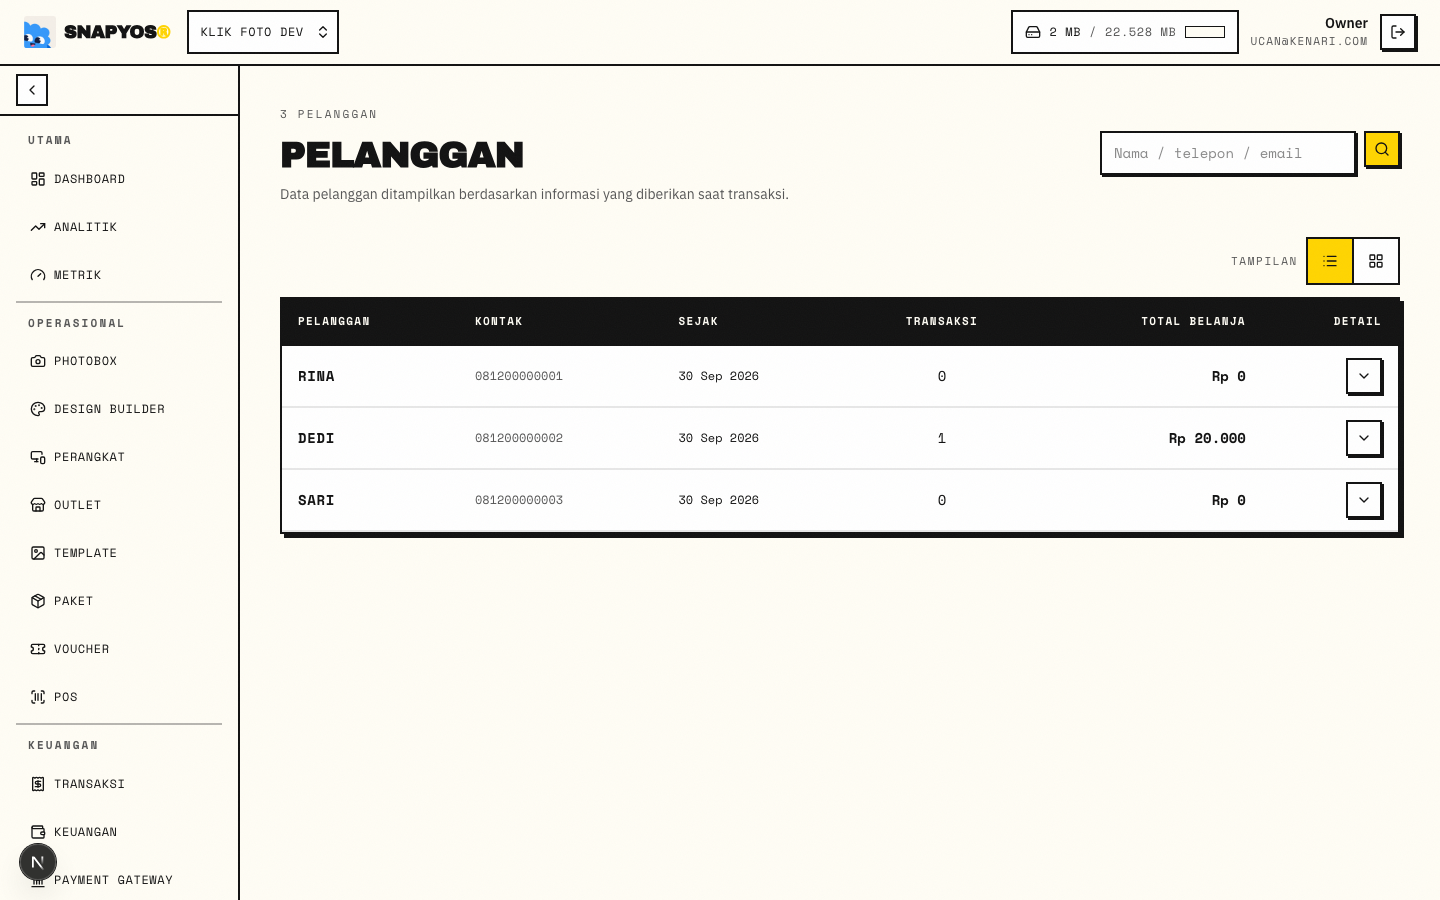 SNAPYOS®
KLIK FOTO DEV
2 MB / 22.528 MB
Owner
UCAN@KENARI.COM
UTAMA
DASHBOARD
ANALITIK
METRIK
OPERASIONAL
PHOTOBOX
DESIGN BUILDER
PERANGKAT
OUTLET
TEMPLATE
PAKET
VOUCHER
POS
KEUANGAN
TRANSAKSI
KEUANGAN
PAYMENT GATEWAY
N
3 PELANGGAN
PELANGGAN
Data pelanggan ditampilkan berdasarkan informasi yang diberikan saat transaksi.
Nama / telepon / email
TAMPILAN
PELANGGAN KONTAK SEJAK TRANSAKSI TOTAL BELANJA DETAIL
RINA 081200000001 30 Sep 2026 0 Rp 0
DEDI 081200000002 30 Sep 2026 1 Rp 20.000
SARI 081200000003 30 Sep 2026 0 Rp 0